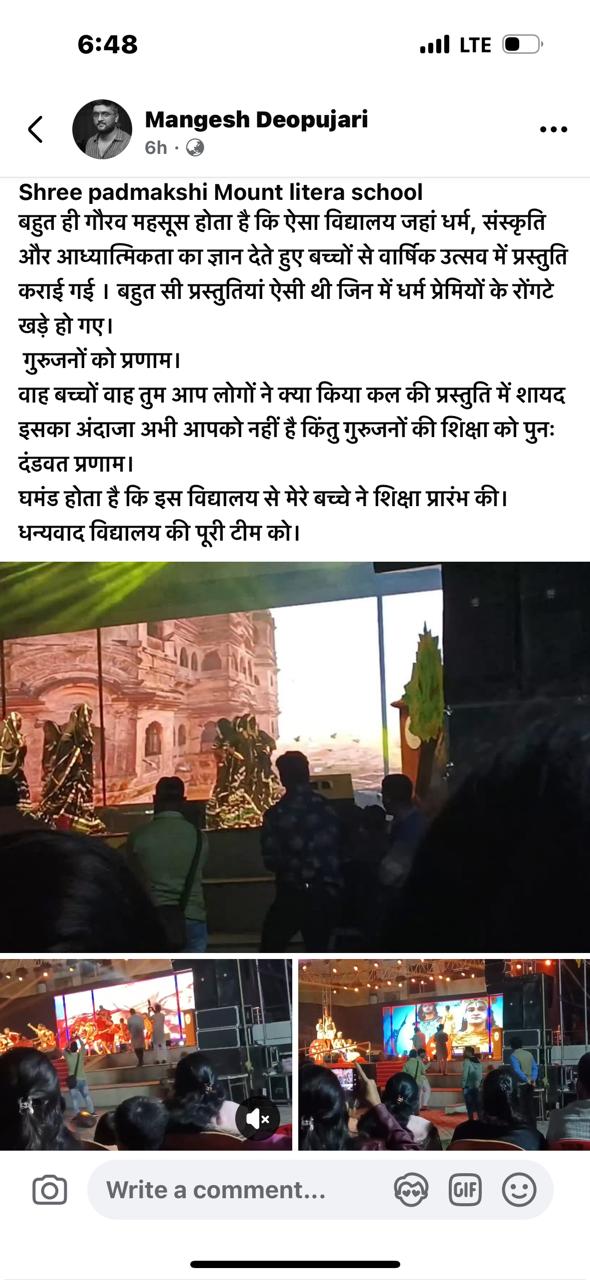 6:48
LTE
Mangesh Deopujari
6h ·
Shree padmakshi Mount litera school
बहुत ही गौरव महसूस होता है कि ऐसा विद्यालय जहां धर्म, संस्कृति
और आध्यात्मिकता का ज्ञान देते हुए बच्चों से वार्षिक उत्सव में प्रस्तुति
कराई गई । बहुत सी प्रस्तुतियां ऐसी थी जिन में धर्म प्रेमियों के रोंगटे
खड़े हो गए।
गुरुजनों को प्रणाम।
वाह बच्चों वाह तुम आप लोगों ने क्या किया कल की प्रस्तुति में शायद
इसका अंदाजा अभी आपको नहीं है किंतु गुरुजनों की शिक्षा को पुनः
दंडवत प्रणाम।
घमंड होता है कि इस विद्यालय से मेरे बच्चे ने शिक्षा प्रारंभ की।
धन्यवाद विद्यालय की पूरी टीम को।
Write a comment...
GIF